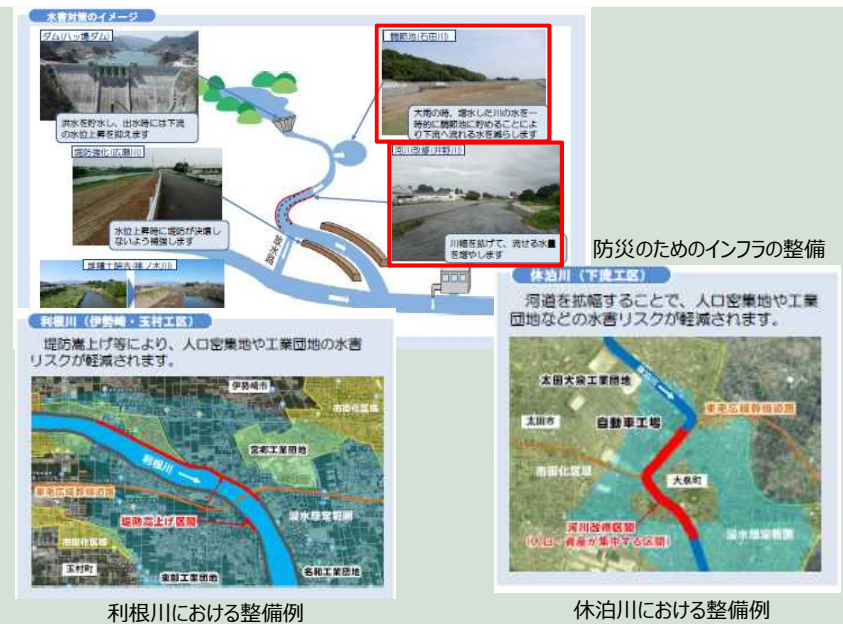 水害対策のイメージ
ダム(八ッ場ダム)
洪水を貯水し、出水時には下流
の水位上昇を抑えます
調節池(石田川)
大雨の時、増水した川の水を一
時的に調節池に貯めることによ
り下流へ流れる水を減らします
堤防強化(広瀬川)
水位上昇時に堤防が決壊し
ないよう補強します
河川改修(井野川)
川幅を拡げて、流せる水量
を増やします
放水路
防災のためのインフラの整備
利根川（伊勢崎・玉村工区）
堤防嵩上げ等により、人口密集地や工業団地の水害
リスクが軽減されます。
伊勢崎市
市街化区域
宮郷工業団地
利根川
東毛広域幹線道路
堤防嵩上げ区間
浸水想定範囲
市街化区域
玉村町
東部工業団地
名和工業団地
利根川における整備例
休泊川（下流工区）
河道を拡幅することで、人口密集地や工業
団地などの水害リスクが軽減されます。
太田大泉工業団地
休泊川
東毛広域幹線道路
太田市
自動車工場
市街化区域
大泉町
河川改修区間
(人口・資産が集中する区間)
浸水想定範囲
休泊川における整備例